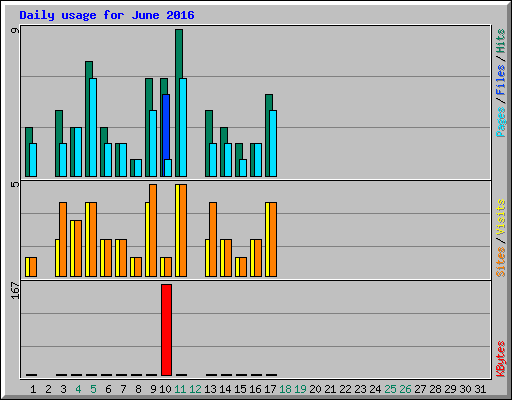 Daily usage for June 2016
9
Pages / Files / Hits
5
Sites / Visits
167
KBytes
1 2 3 4 5 6 7 8 9 10 11 12 13 14 15 16 17 18 19 20 21 22 23 24 25 26 27 28 29 30 31